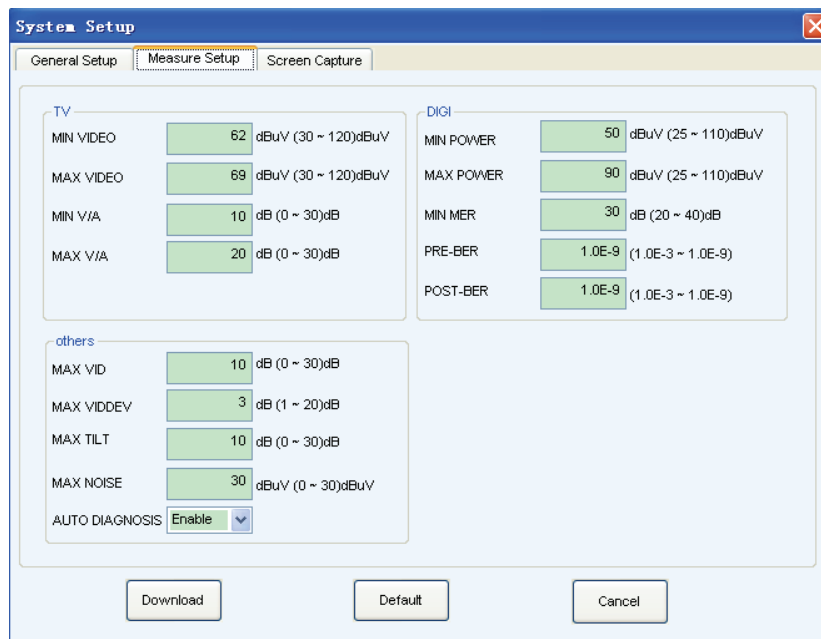 System Setup
General Setup
Measure Setup
Screen Capture
TV
MIN VIDEO 62 dBuV (30 ~ 120)dBuV
MAX VIDEO 69 dBuV (30 ~ 120)dBuV
MIN V/A 10 dB (0 ~ 30)dB
MAX V/A 20 dB (0 ~ 30)dB
DIGI
MIN POWER 50 dBuV (25 ~ 110)dBuV
MAX POWER 90 dBuV (25 ~ 110)dBuV
MIN MER 30 dB (20 ~ 40)dB
PRE-BER 1.0E-9 (1.0E-3 ~ 1.0E-9)
POST-BER 1.0E-9 (1.0E-3 ~ 1.0E-9)
others
MAX VID 10 dB (0 ~ 30)dB
MAX VIDDEV 3 dB (1 ~ 20)dB
MAX TILT 10 dB (0 ~ 30)dB
MAX NOISE 30 dBuV (0 ~ 30)dBuV
AUTO DIAGNOSIS Enable
Download
Default
Cancel